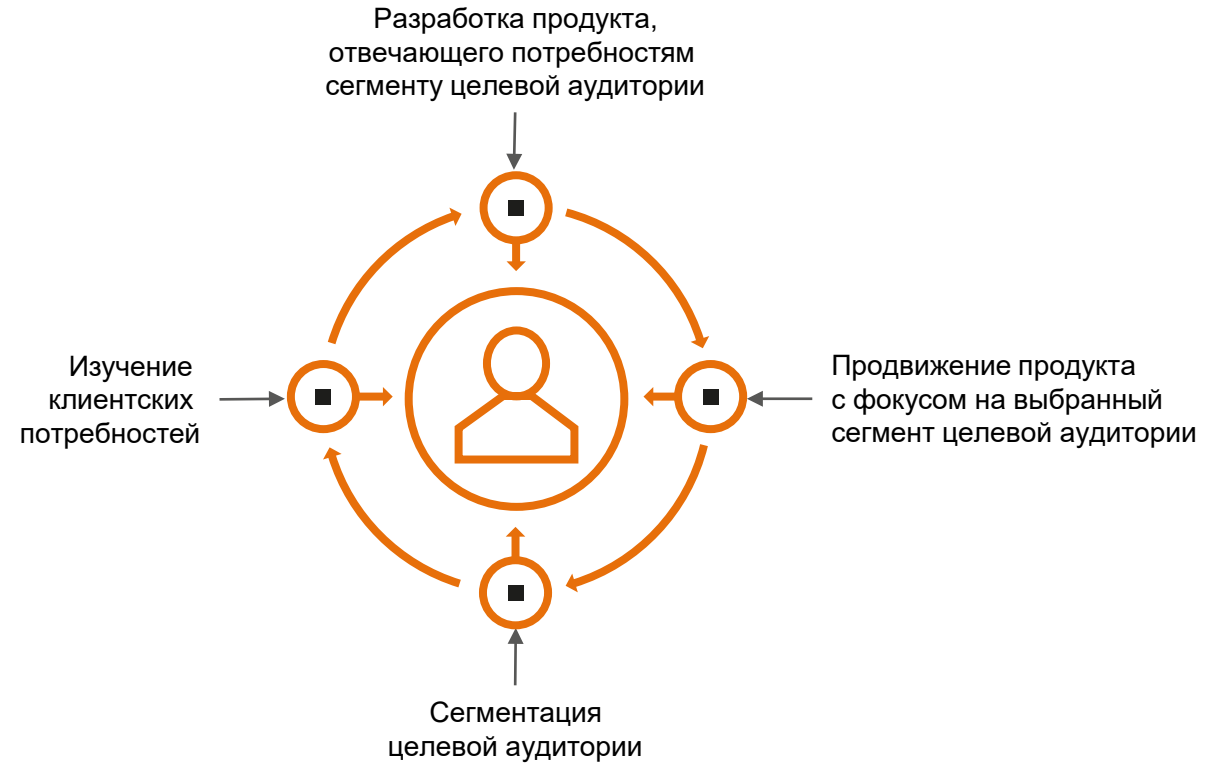 Разработка продукта,
отвечающего потребностям
сегменту целевой аудитории
Изучение
клиентских
потребностей
Продвижение продукта
с фокусом на выбранный
сегмент целевой аудитории
Сегментация
целевой аудитории